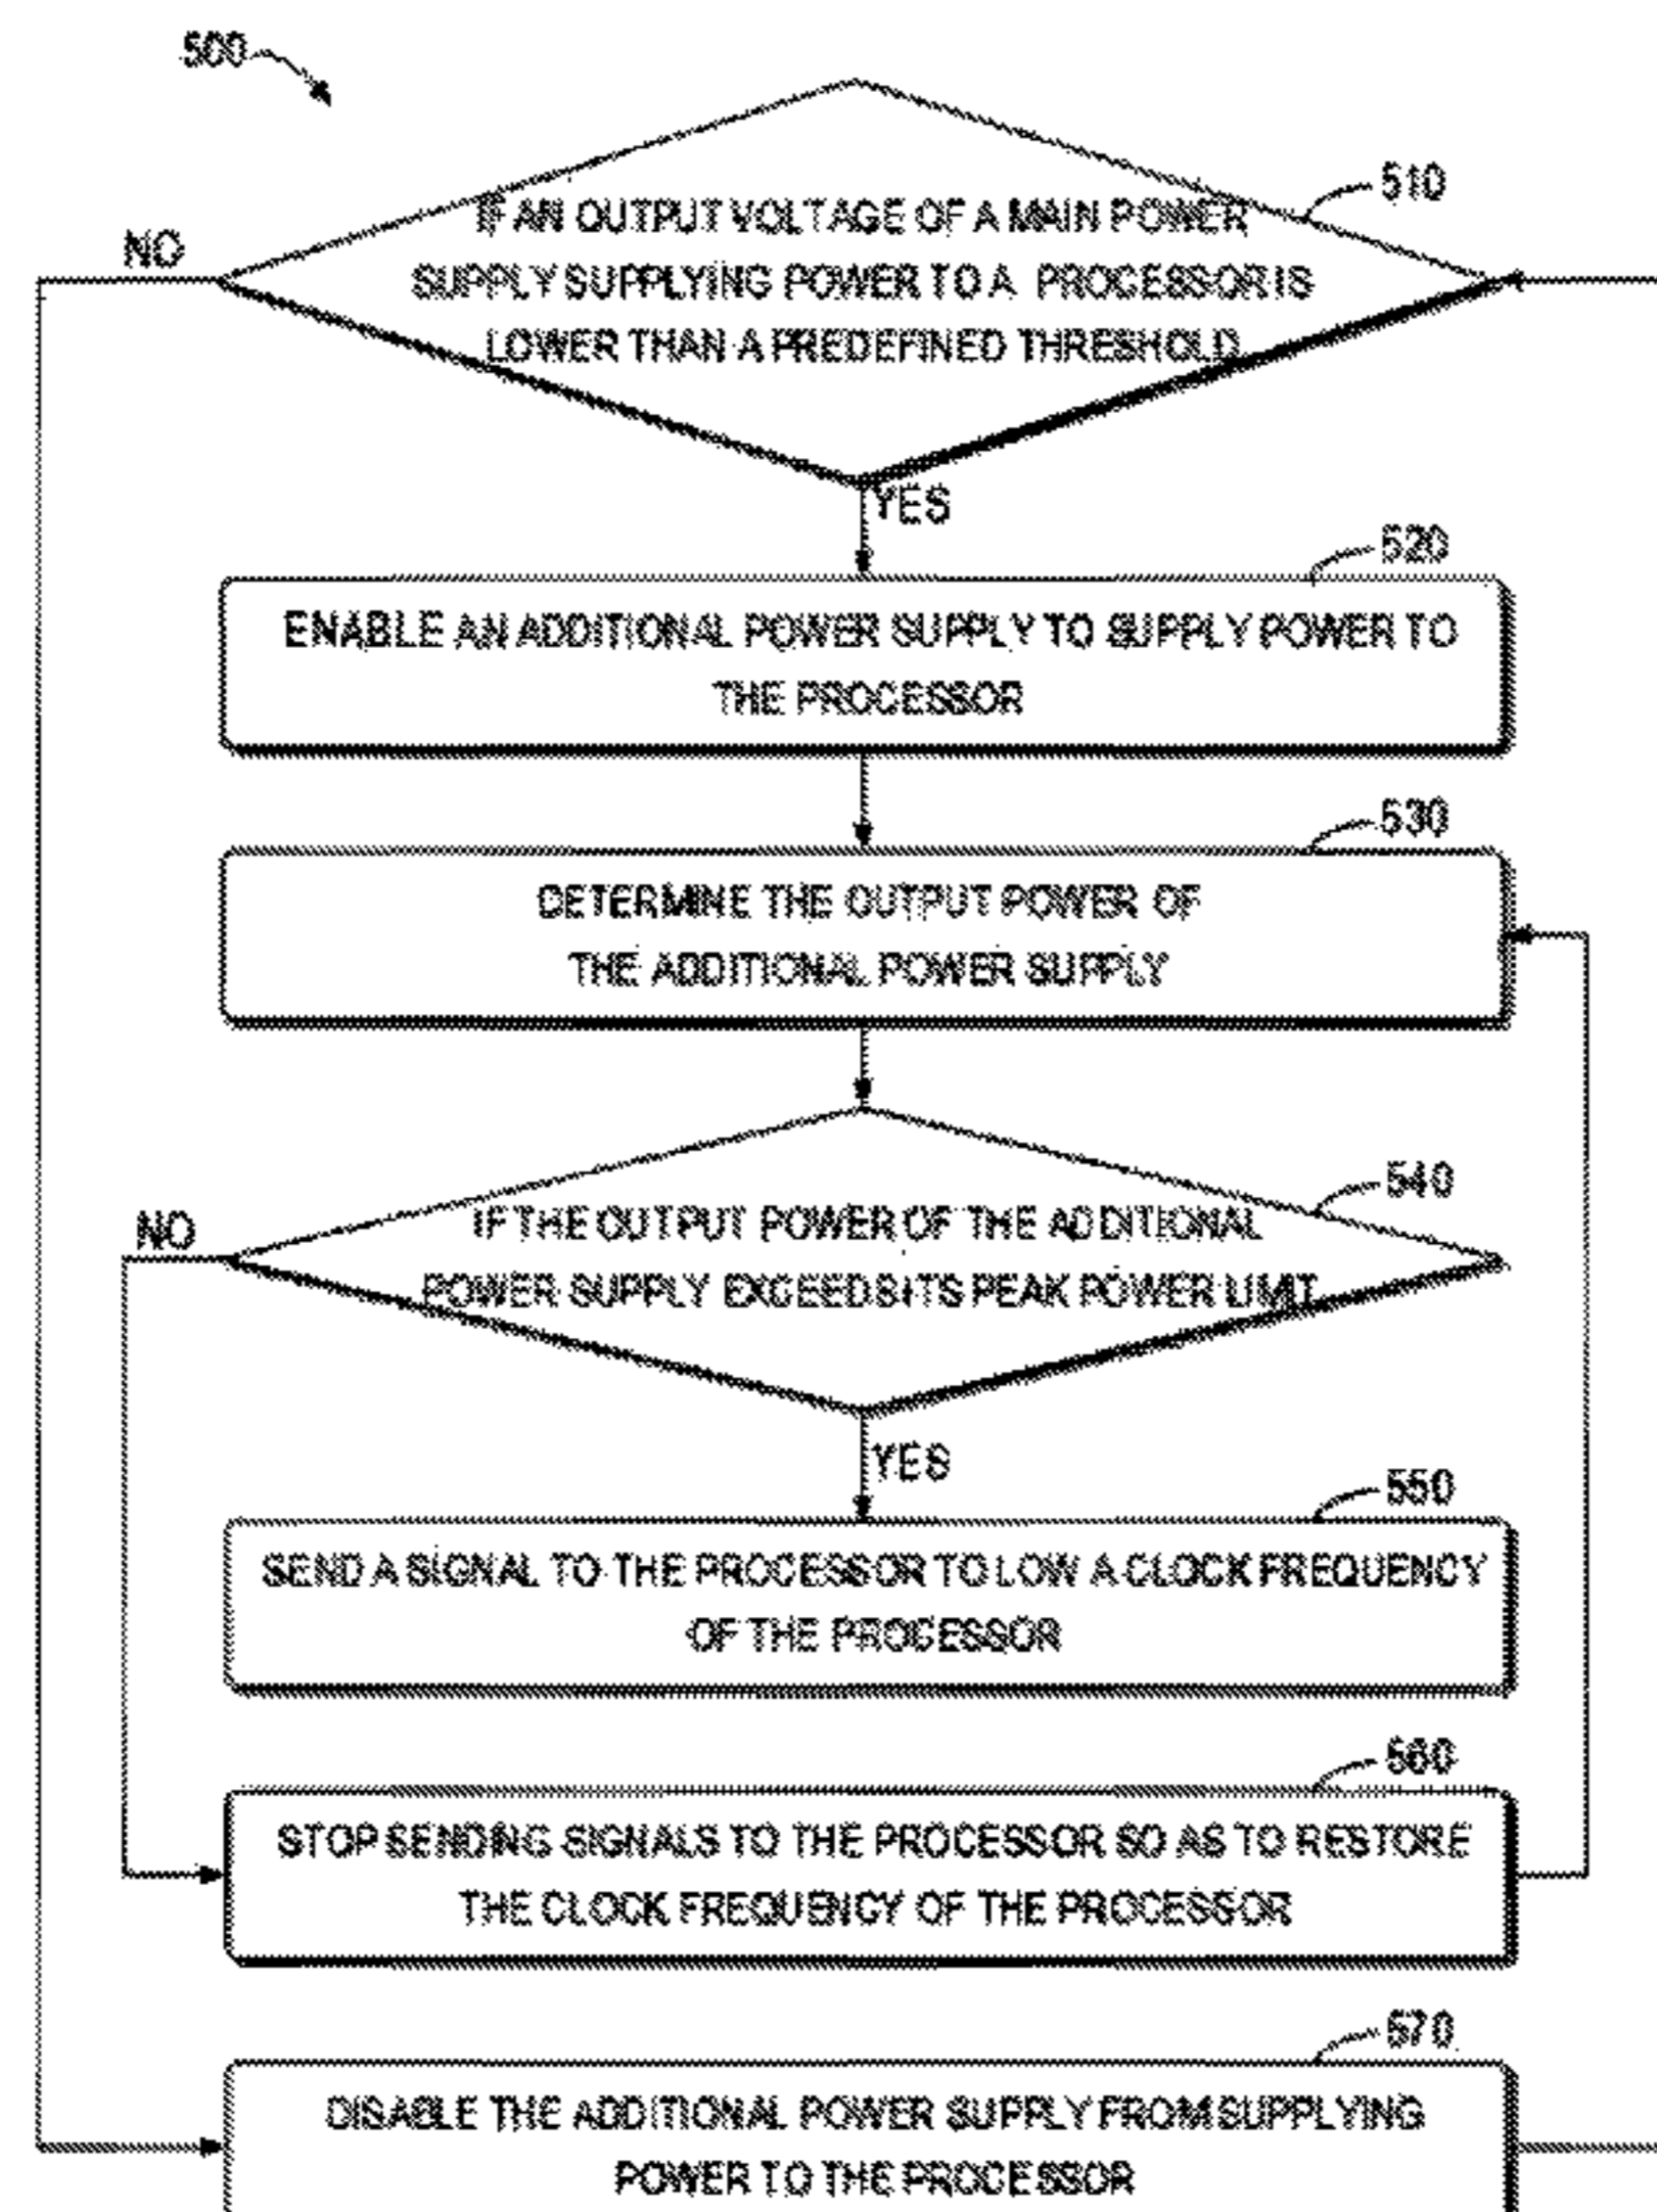 500
510
IF AN OUTPUT VOLTAGE OF A MAIN POWER
SUPPLY SUPPLYING POWER TO A PROCESSOR IS
LOWER THAN A PREDEFINED THRESHOLD
NO
YES
520
ENABLE AN ADDITIONAL POWER SUPPLY TO SUPPLY POWER TO
THE PROCESSOR
530
DETERMINE THE OUTPUT POWER OF
THE ADDITIONAL POWER SUPPLY
540
IF THE OUTPUT POWER OF THE ADDITIONAL
POWER SUPPLY EXCEEDS ITS PEAK POWER LIMIT
NO
YES
550
SEND A SIGNAL TO THE PROCESSOR TO LOW A CLOCK FREQUENCY
OF THE PROCESSOR
560
STOP SENDING SIGNALS TO THE PROCESSOR SO AS TO RESTORE
THE CLOCK FREQUENCY OF THE PROCESSOR
570
DISABLE THE ADDITIONAL POWER SUPPLY FROM SUPPLYING
POWER TO THE PROCESSOR